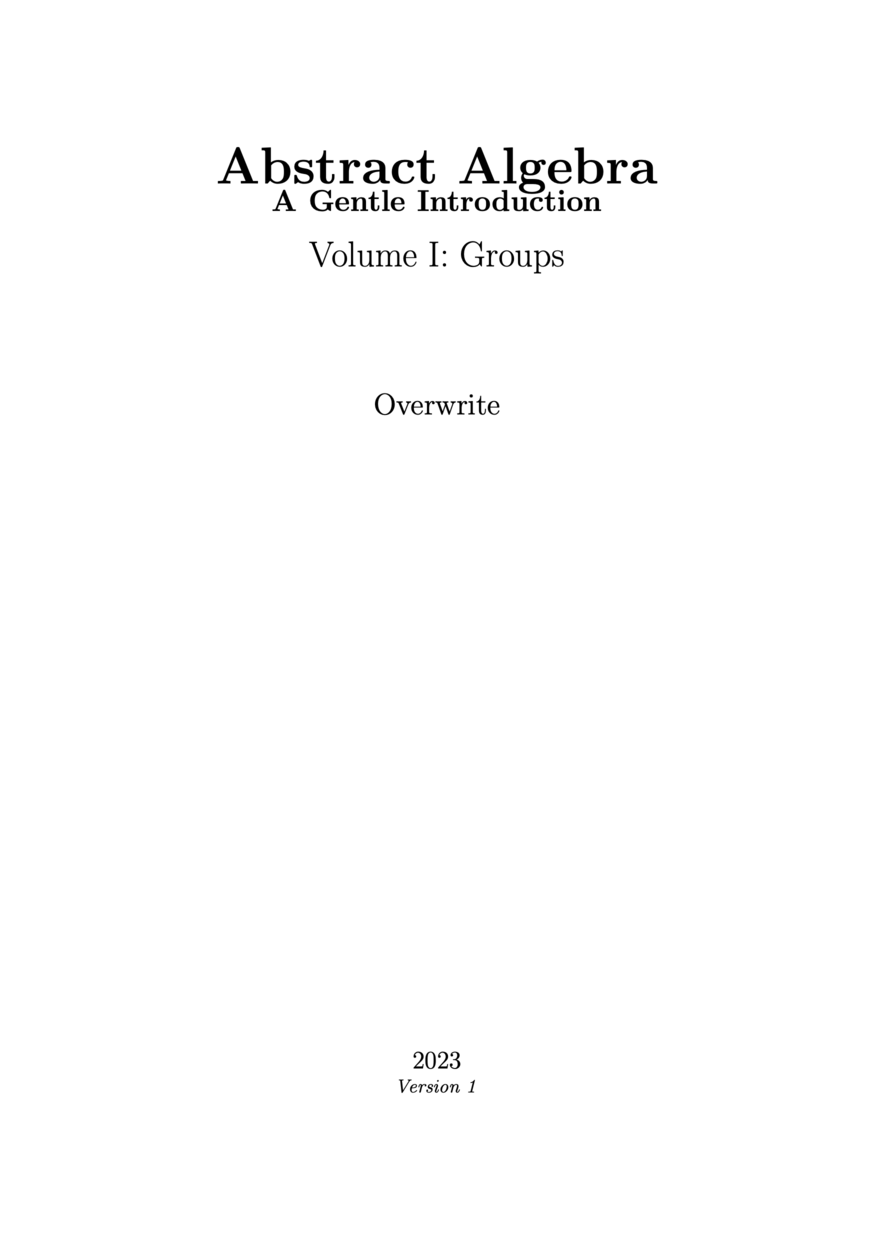 Abstract Algebra
A Gentle Introduction
Volume I: Groups
Overwrite
2023
Version 1